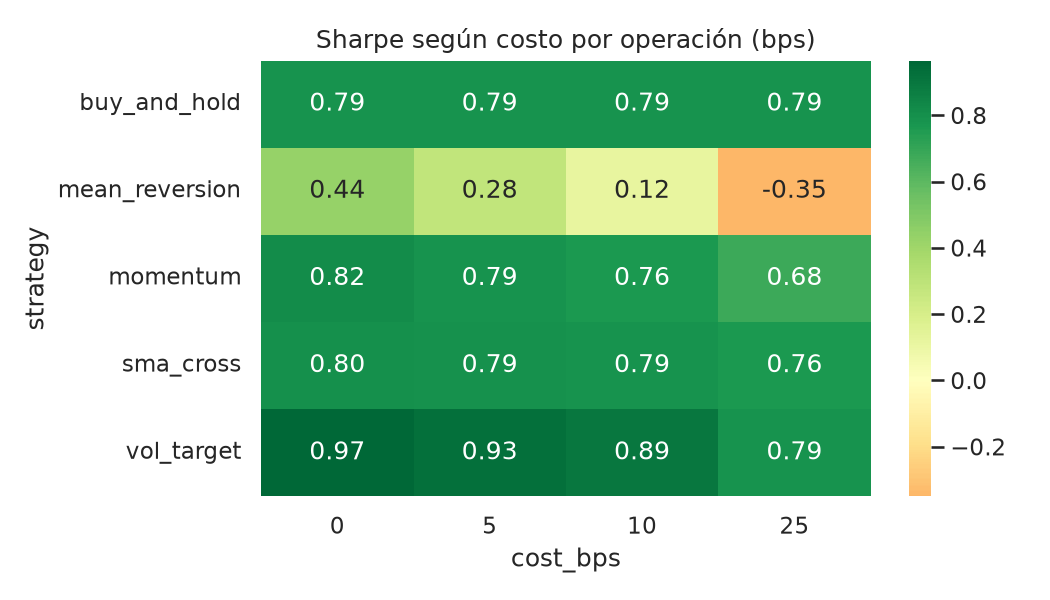 Sharpe según costo por operación (bps)
strategy
buy_and_hold 0.79 0.79 0.79 0.79
mean_reversion 0.44 0.28 0.12 -0.35
momentum 0.82 0.79 0.76 0.68
sma_cross 0.80 0.79 0.79 0.76
vol_target 0.97 0.93 0.89 0.79
0 5 10 25
cost_bps
0.8
0.6
0.4
0.2
0.0
−0.2